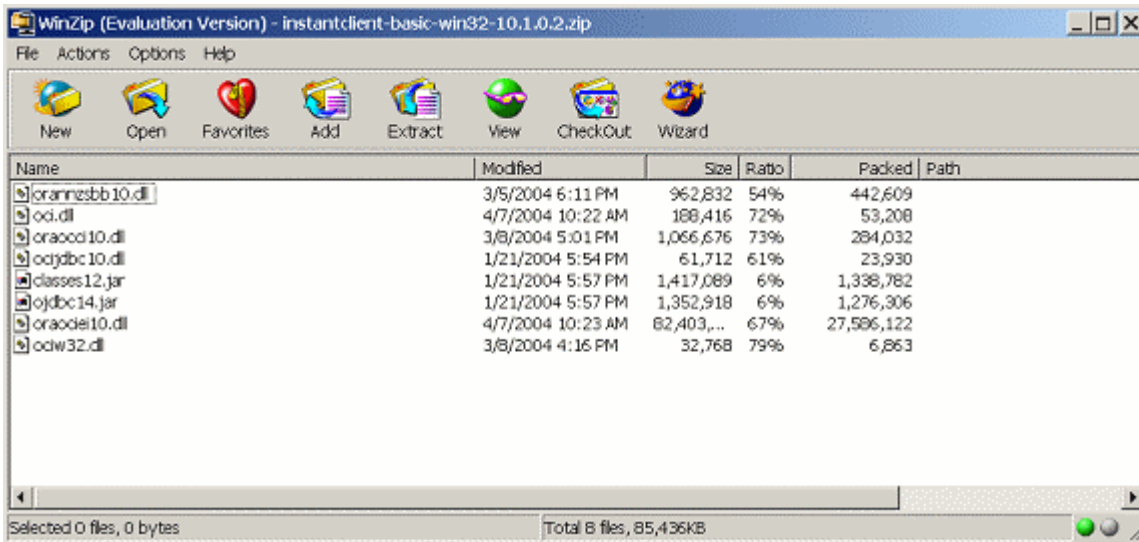 WinZip (Evaluation Version) - instantclient-basic-win32-10.1.0.2.zip
File Actions Options Help
New Open Favorites Add Extract View CheckOut Wizard
Name Modified Size Ratio Packed Path
orannzsbb10.dll 3/5/2004 6:11 PM 962,832 54% 442,609
oci.dll 4/7/2004 10:22 AM 188,416 72% 53,208
oraocci10.dll 3/8/2004 5:01 PM 1,066,676 73% 284,032
ocijdbc10.dll 1/21/2004 5:54 PM 61,712 61% 23,930
classes12.jar 1/21/2004 5:57 PM 1,417,089 6% 1,338,782
ojdbc14.jar 1/21/2004 5:57 PM 1,352,918 6% 1,276,306
oraociei10.dll 4/7/2004 10:23 AM 82,403,... 67% 27,586,122
ociw32.dll 3/8/2004 4:16 PM 32,768 79% 6,863
Selected 0 files, 0 bytes Total 8 files, 85,436KB